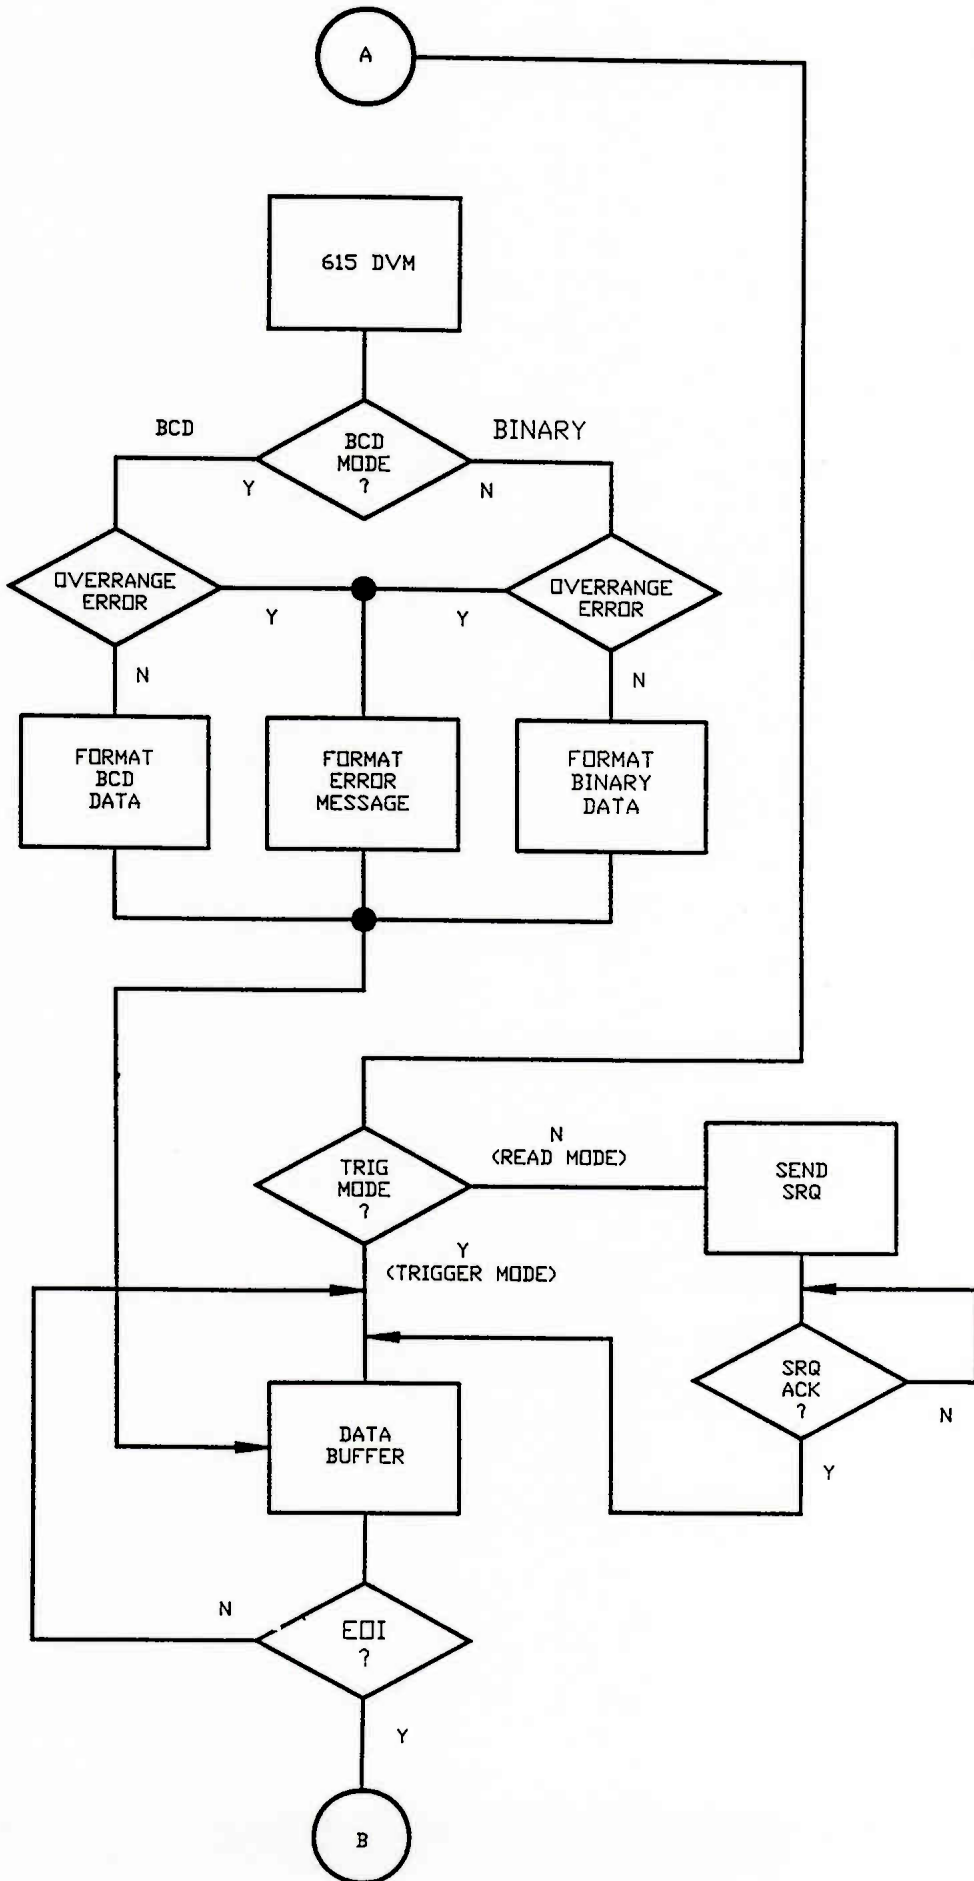 A
615 DVM
BCD
BCD
MODE
?
BINARY
Y
N
OVERRANGE
ERROR
Y
Y
OVERRANGE
ERROR
N
N
FORMAT
BCD
DATA
FORMAT
ERROR
MESSAGE
FORMAT
BINARY
DATA
TRIG
MODE
?
N
(READ MODE)
SEND
SRQ
Y
(TRIGGER MODE)
SRQ
ACK
?
N
DATA
BUFFER
Y
N
EOI
?
Y
B